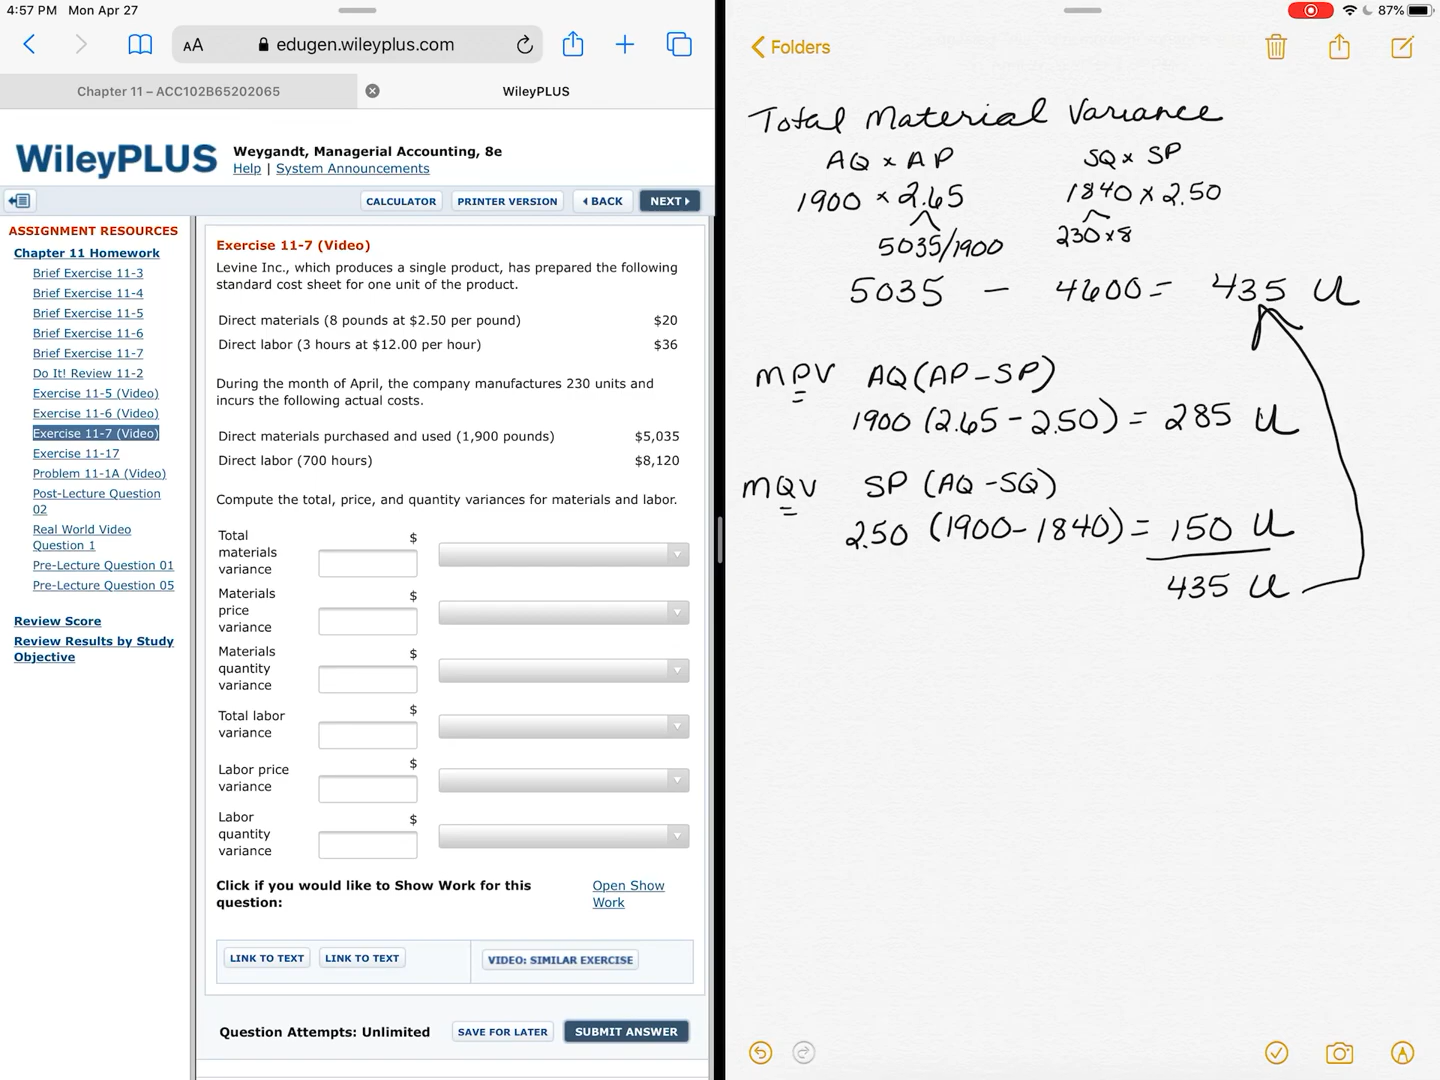 4:57 PM Mon Apr 27
87%
AA edugen.wileyplus.com
Chapter 11 – ACC102B65202065
WileyPLUS
WileyPLUS
Weygandt, Managerial Accounting, 8e
Help | System Announcements
CALCULATOR PRINTER VERSION BACK NEXT
ASSIGNMENT RESOURCES
Chapter 11 Homework
Brief Exercise 11-3
Brief Exercise 11-4
Brief Exercise 11-5
Brief Exercise 11-6
Brief Exercise 11-7
Do It! Review 11-2
Exercise 11-5 (Video)
Exercise 11-6 (Video)
Exercise 11-7 (Video)
Exercise 11-17
Problem 11-1A (Video)
Post-Lecture Question
02
Real World Video
Question 1
Pre-Lecture Question 01
Pre-Lecture Question 05
Review Score
Review Results by Study
Objective
Exercise 11-7 (Video)
Levine Inc., which produces a single product, has prepared the following
standard cost sheet for one unit of the product.
Direct materials (8 pounds at $2.50 per pound) $20
Direct labor (3 hours at $12.00 per hour) $36
During the month of April, the company manufactures 230 units and
incurs the following actual costs.
Direct materials purchased and used (1,900 pounds) $5,035
Direct labor (700 hours) $8,120
Compute the total, price, and quantity variances for materials and labor.
Total
materials
variance
$
Materials
price
variance
$
Materials
quantity
variance
$
Total labor
variance
$
Labor price
variance
$
Labor
quantity
variance
$
Click if you would like to Show Work for this
question:
Open Show
Work
LINK TO TEXT LINK TO TEXT VIDEO: SIMILAR EXERCISE
Question Attempts: Unlimited SAVE FOR LATER SUBMIT ANSWER
Folders
Total Material Variance
AQ x AP SQ x SP
1900 x 2.65 1840 x 2.50
5035/1900 230x8
5035 - 4600 = 435 U
MPV AQ(AP-SP)
1900 (2.65-2.50) = 285 U
MQV SP (AQ-SQ)
2.50 (1900-1840) = 150 U
435 U